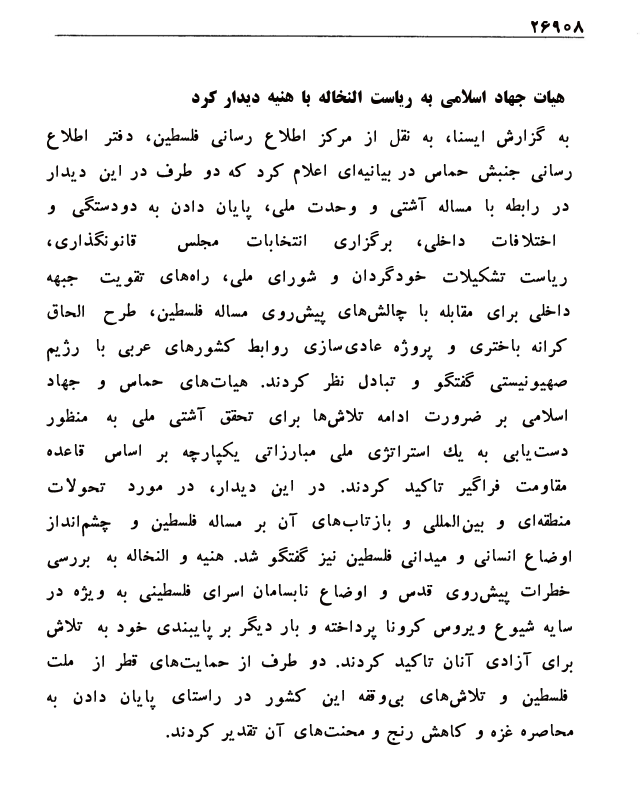 ۲۶۹۰۸
هیات جهاد اسلامی به ریاست النخاله با هنیه دیدار کرد
به گزارش ایسنا، به نقل از مرکز اطلاع رسانی فلسطین، دفتر اطلاع
رسانی جنبش حماس در بیانیه‌ای اعلام کرد که دو طرف در این دیدار
در رابطه با مساله آشتی و وحدت ملی، پایان دادن به دودستگی و
اختلافات داخلی، برگزاری انتخابات مجلس قانونگذاری،
ریاست تشکیلات خودگردان و شورای ملی، راه‌های تقویت جبهه
داخلی برای مقابله با چالش‌های پیش‌روی مساله فلسطین، طرح الحاق
کرانه باختری و پروژه عادی‌سازی روابط کشورهای عربی با رژیم
صهیونیستی گفتگو و تبادل نظر کردند. هیات‌های حماس و جهاد
اسلامی بر ضرورت ادامه تلاش‌ها برای تحقق آشتی ملی به منظور
دست‌یابی به یك استراتژی ملی مبارزاتی یکپارچه بر اساس قاعده
مقاومت فراگیر تاکید کردند. در این دیدار، در مورد تحولات
منطقه‌ای و بین‌المللی و بازتاب‌های آن بر مساله فلسطین و چشم‌انداز
اوضاع انسانی و میدانی فلسطین نیز گفتگو شد. هنیه و النخاله به بررسی
خطرات پیش‌روی قدس و اوضاع نابسامان اسرای فلسطینی به ویژه در
سایه شیوع ویروس کرونا پرداخته و بار دیگر بر پایبندی خود به تلاش
برای آزادی آنان تاکید کردند. دو طرف از حمایت‌های قطر از ملت
فلسطین و تلاش‌های بی‌وقفه این کشور در راستای پایان دادن به
محاصره غزه و کاهش رنج و محنت‌های آن تقدیر کردند.